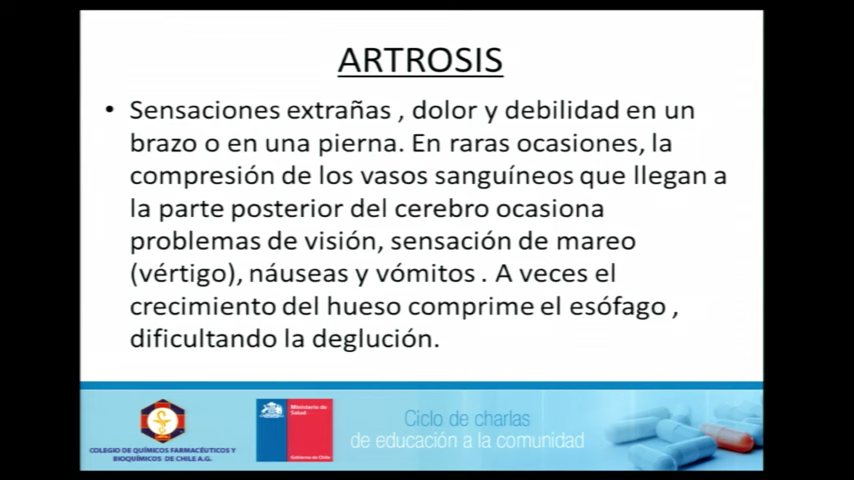 ARTROSIS
• Sensaciones extrañas , dolor y debilidad en un
brazo o en una pierna. En raras ocasiones, la
compresión de los vasos sanguíneos que llegan a
la parte posterior del cerebro ocasiona
problemas de visión, sensación de mareo
(vértigo), náuseas y vómitos . A veces el
crecimiento del hueso comprime el esófago ,
dificultando la deglución.
COLEGIO DE QUÍMICOS FARMACÉUTICOS Y
BIOQUÍMICOS DE CHILE A.G.
Ministerio de
Salud
Gobierno de Chile
Ciclo de charlas
de educación a la comunidad